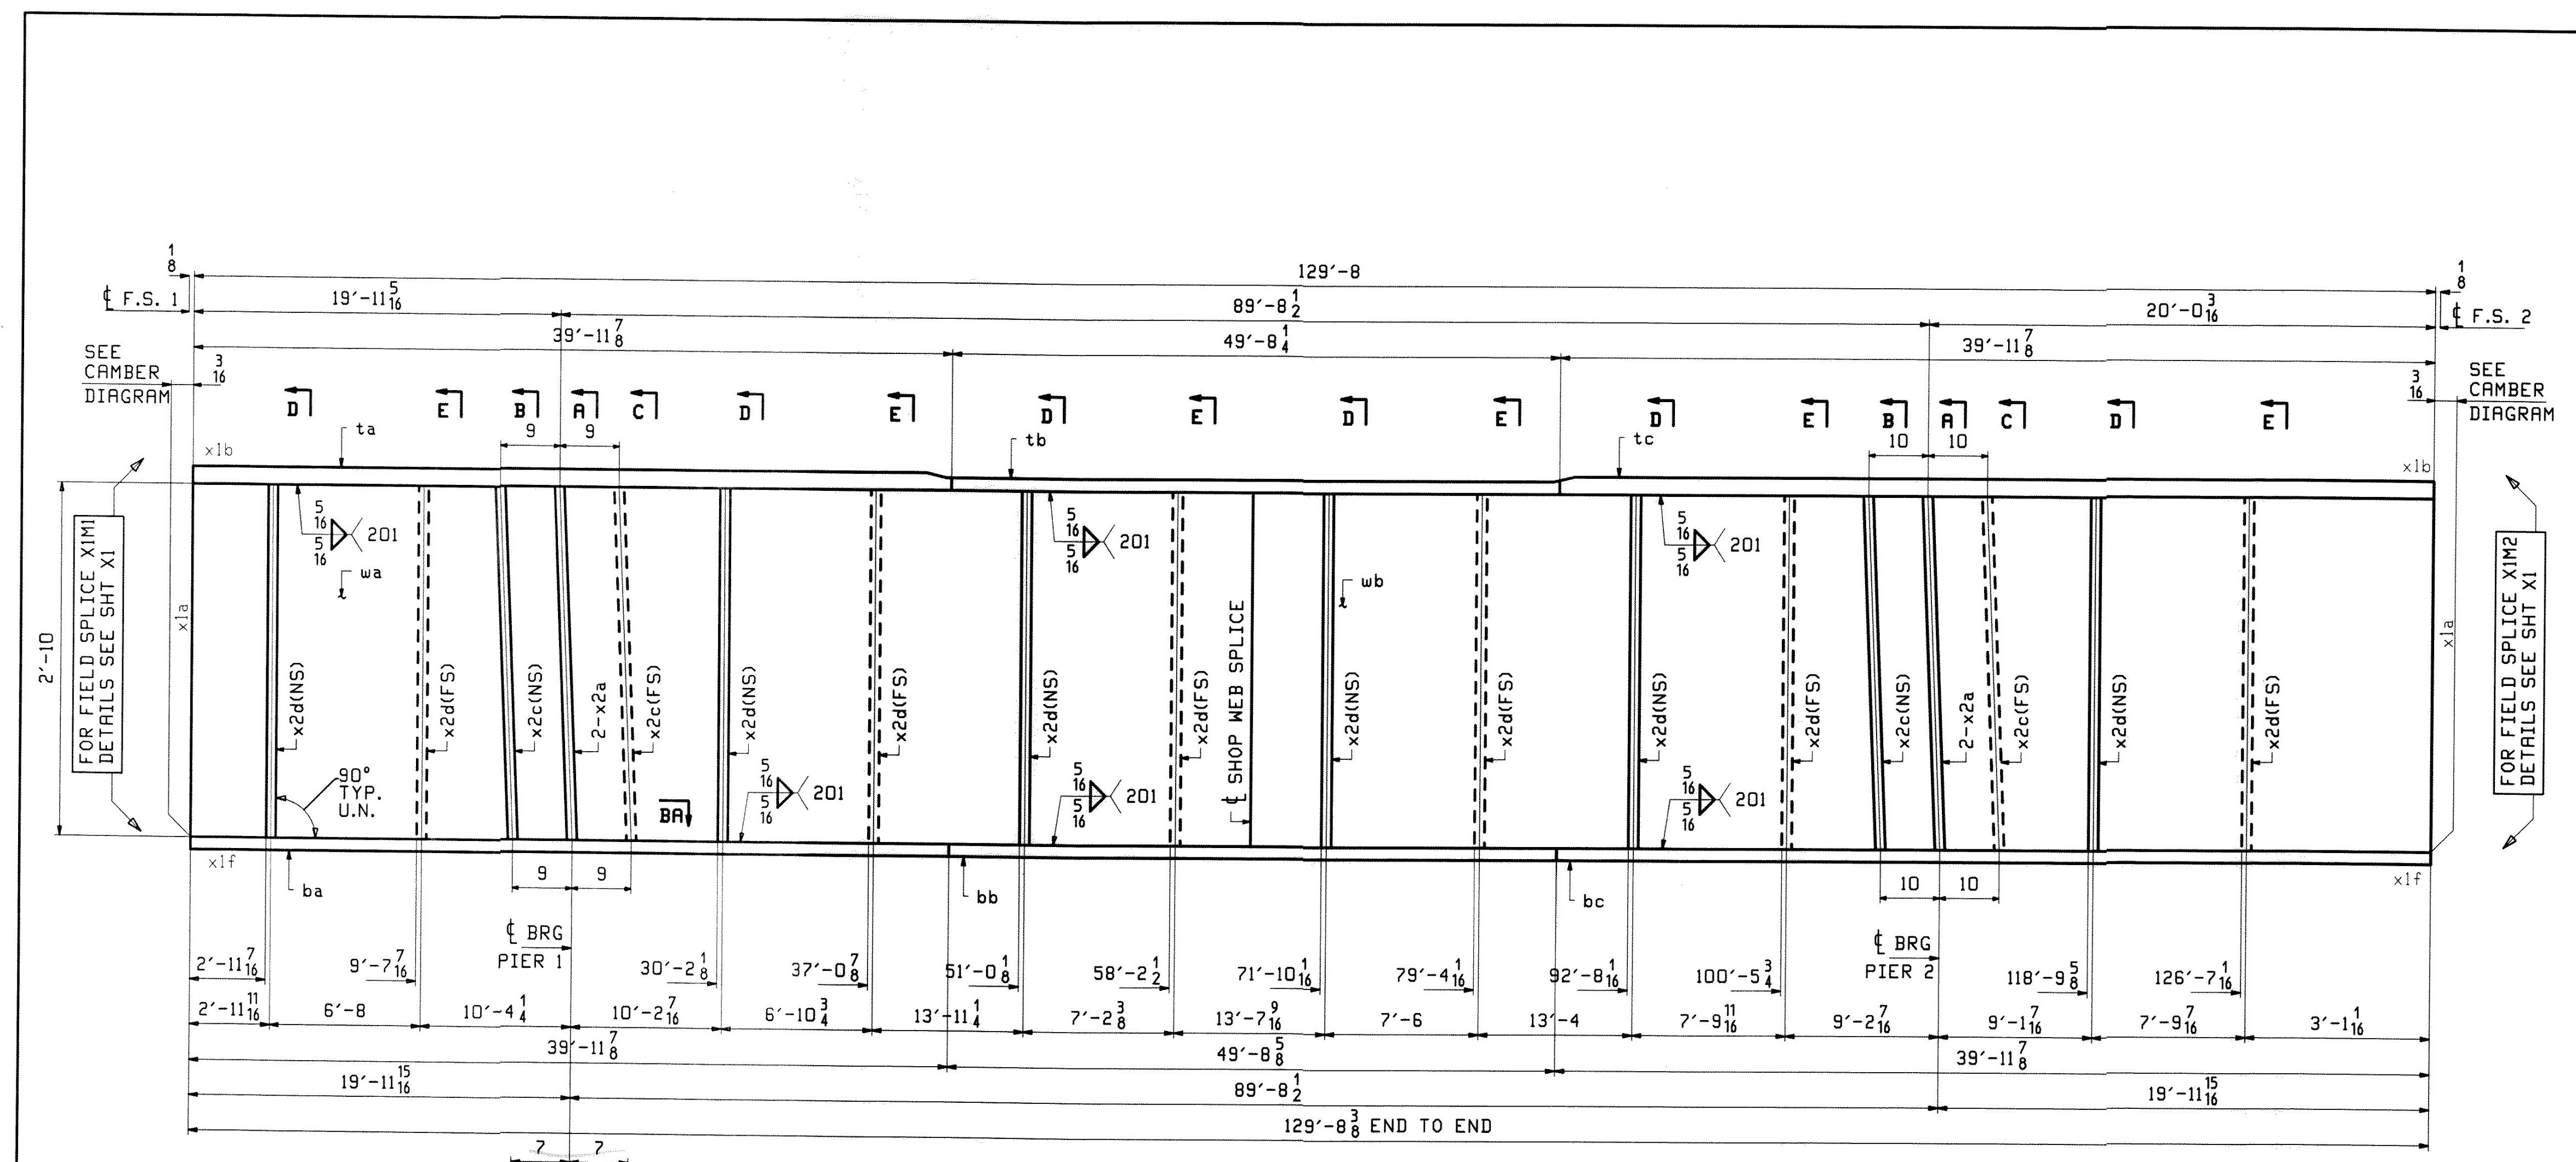 1/8
129'-8
1/8
℄ F.S. 1
19'-11 5/16
89'-8 1/2
20'-0 3/16
℄ F.S. 2
39'-11 7/8
49'-8 1/4
39'-11 7/8
SEE
CAMBER
DIAGRAM
3/16
3/16
SEE
CAMBER
DIAGRAM
D E B A C D E D E D E D E B A C D E
9 9
10 10
x1b
ta
tb
tc
x1b
2'-10
FOR FIELD SPLICE X1M1
DETAILS SEE SHT X1
x1a
5/16
5/16
201
wa
5/16
5/16
201
wb
5/16
5/16
201
x1a
FOR FIELD SPLICE X1M2
DETAILS SEE SHT X1
x2d(NS)
x2d(FS)
x2c(NS)
2-x2a
x2c(FS)
x2d(NS)
x2d(FS)
x2d(NS)
x2d(FS)
℄ SHOP WEB SPLICE
x2d(NS)
x2d(FS)
x2d(NS)
x2d(FS)
x2c(NS)
2-x2a
x2c(FS)
x2d(NS)
x2d(FS)
90°
TYP.
U.N.
BA
5/16
5/16
201
5/16
5/16
201
5/16
5/16
201
x1f
ba
9 9
bb
bc
10 10
x1f
℄ BRG
PIER 1
℄ BRG
PIER 2
2'-11 7/16
9'-7 7/16
30'-2 1/8
37'-0 7/8
51'-0 1/8
58'-2 1/2
71'-10 1/16
79'-4 1/16
92'-8 1/16
100'-5 3/4
118'-9 5/8
126'-7 1/16
2'-11 11/16
6'-8
10'-4 1/4
10'-2 7/16
6'-10 3/4
13'-11 1/4
7'-2 3/8
13'-7 9/16
7'-6
13'-4
7'-9 11/16
9'-2 7/16
9'-1 7/16
7'-9 7/16
3'-1 1/16
39'-11 7/8
49'-8 5/8
39'-11 7/8
19'-11 15/16
89'-8 1/2
19'-11 15/16
129'-8 3/8 END TO END
7 7